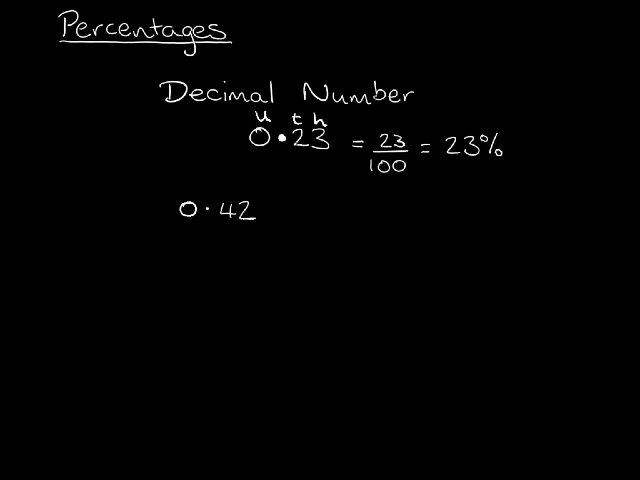 Percentages
Decimal Number
u t h
0.23 = 23/100 = 23%
0.42